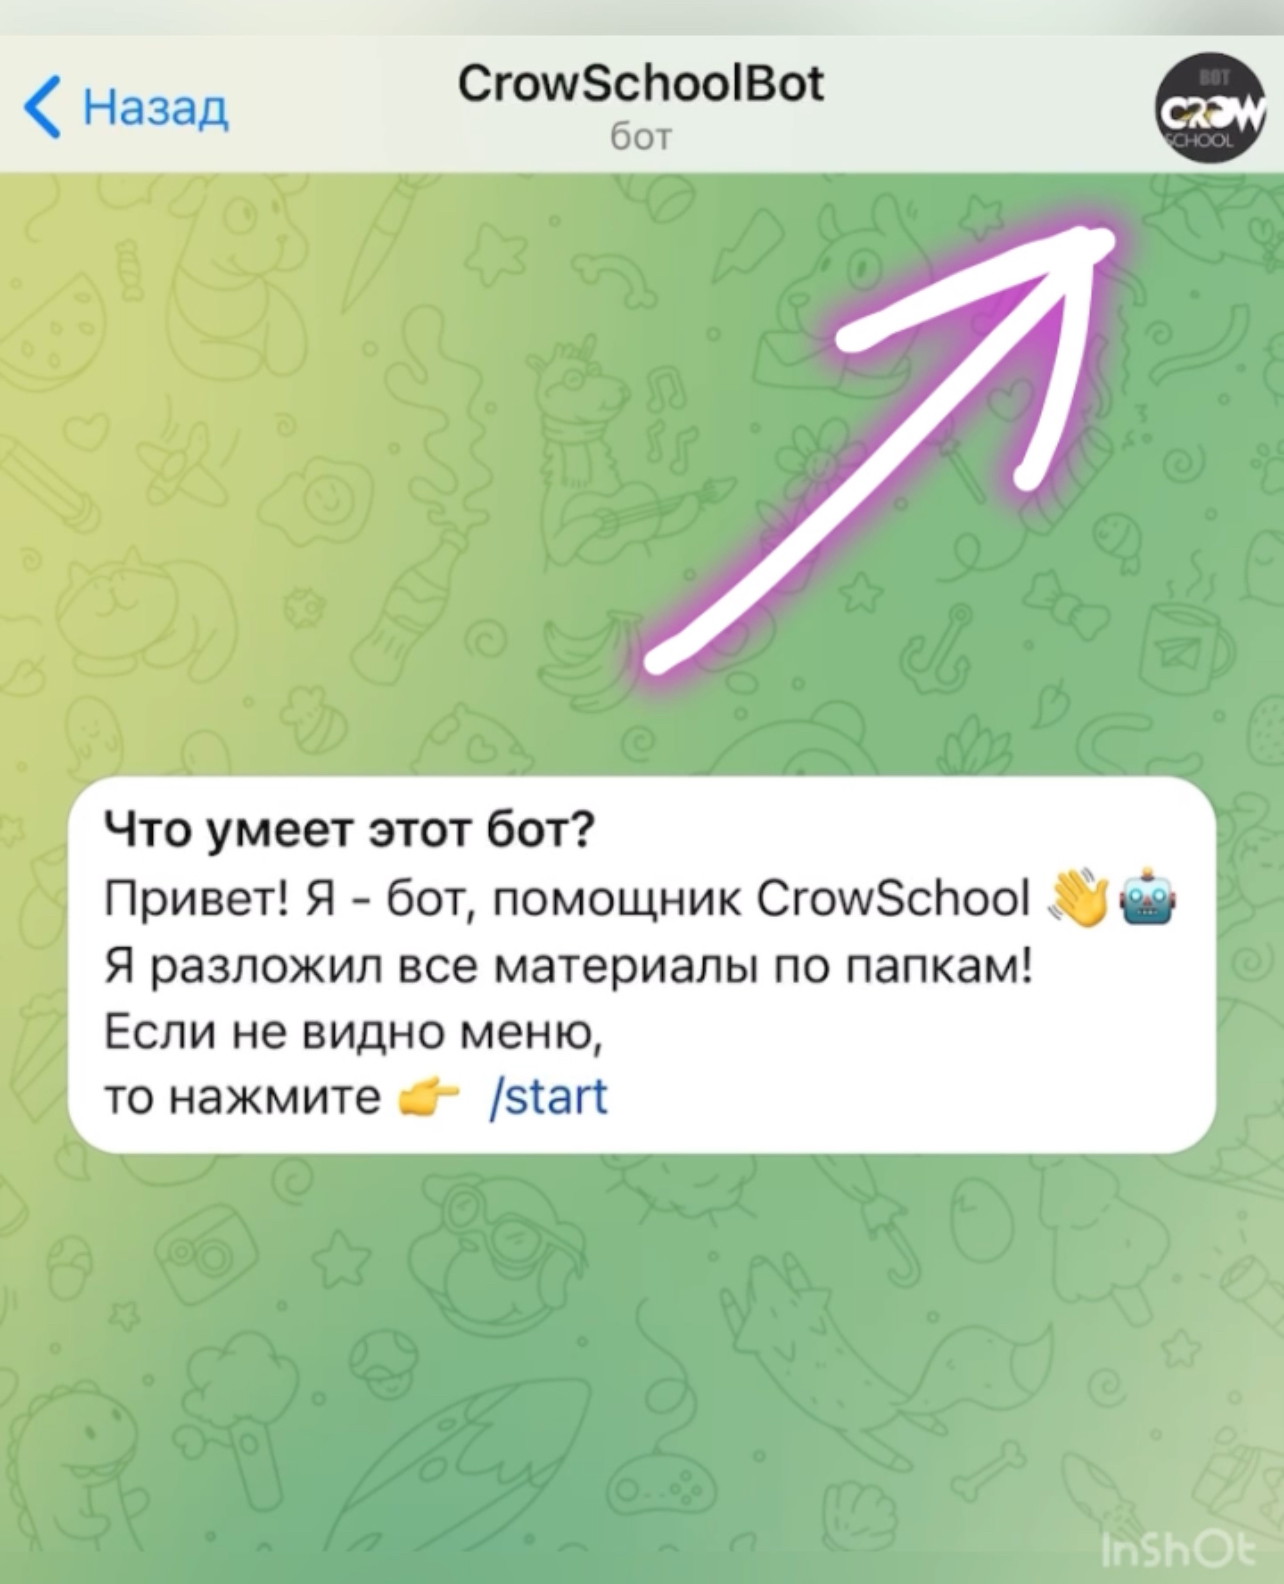 CrowSchoolBot
Назад
бот
BOT
CROW
SCHOOL
Что умеет этот бот?
Привет! Я - бот, помощник CrowSchool 👋🤖
Я разложил все материалы по папкам!
Если не видно меню,
то нажмите 👉 /start
InShOt